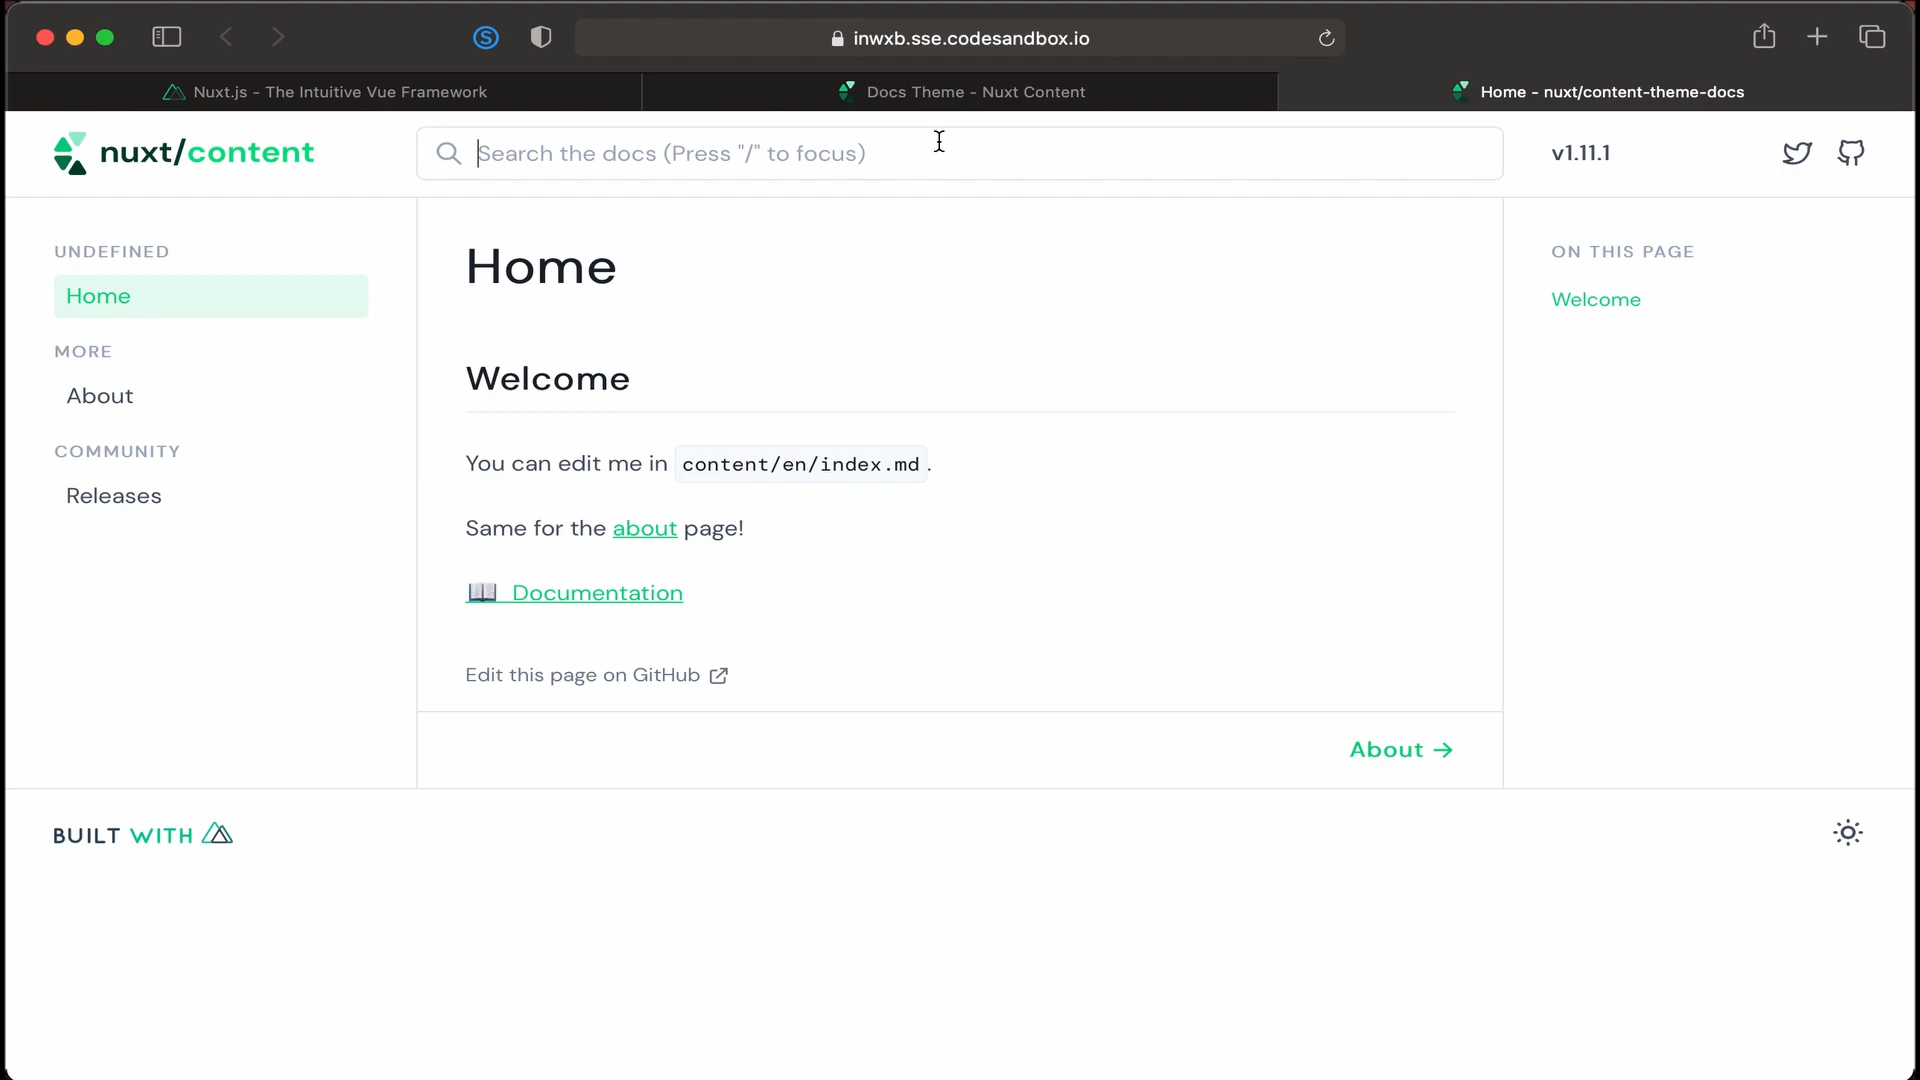 inwxb.sse.codesandbox.io
Nuxt.js - The Intuitive Vue Framework
Docs Theme - Nuxt Content
Home - nuxt/content-theme-docs
nuxt/content
Search the docs (Press "/" to focus)
v1.11.1
UNDEFINED
Home
MORE
About
COMMUNITY
Releases
Home
Welcome
You can edit me in content/en/index.md.
Same for the about page!
📖 Documentation
Edit this page on GitHub
About →
ON THIS PAGE
Welcome
BUILT WITH